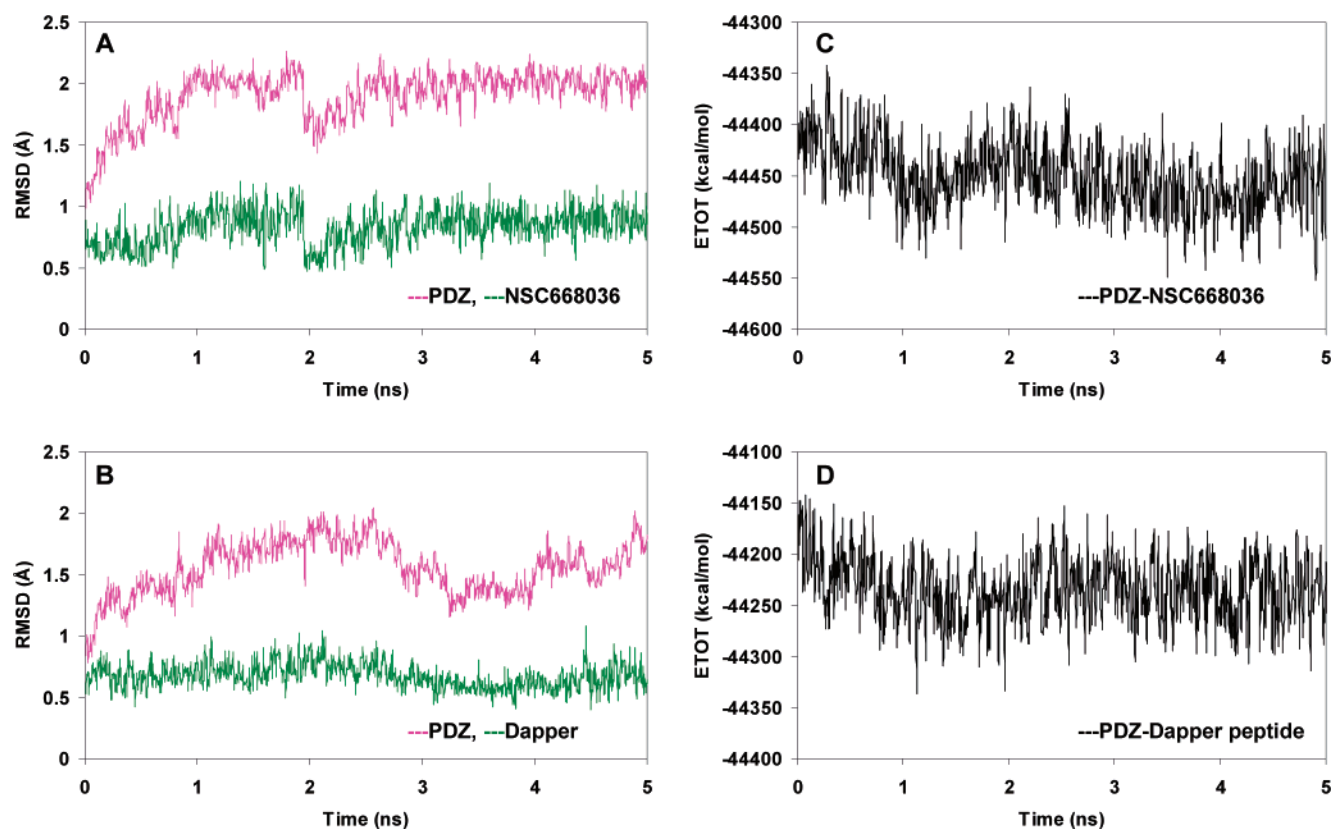 A
RMSD (Å)
2.5
2
1.5
1
0.5
0
---PDZ, ---NSC668036
0 1 2 3 4 5
Time (ns)
C
ETOT (kcal/mol)
-44300
-44350
-44400
-44450
-44500
-44550
-44600
---PDZ-NSC668036
0 1 2 3 4 5
Time (ns)
B
RMSD (Å)
2.5
2
1.5
1
0.5
0
---PDZ, ---Dapper
0 1 2 3 4 5
Time (ns)
D
ETOT (kcal/mol)
-44100
-44150
-44200
-44250
-44300
-44350
-44400
---PDZ-Dapper peptide
0 1 2 3 4 5
Time (ns)